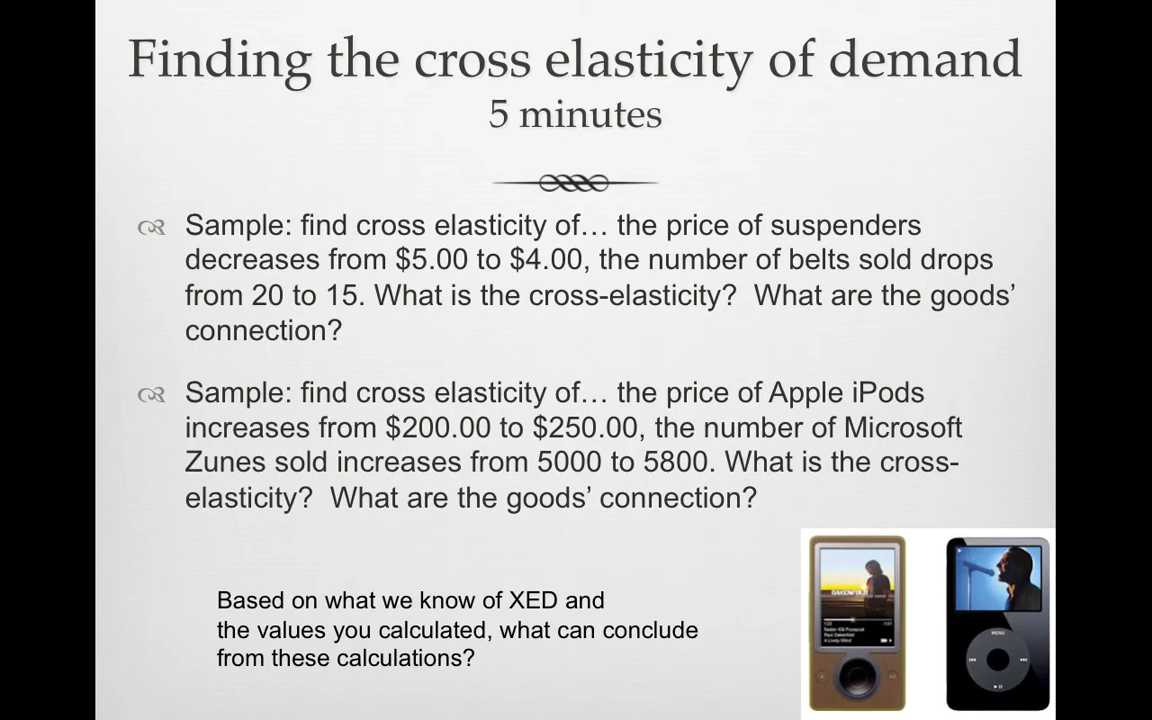 Finding the cross elasticity of demand
5 minutes
Sample: find cross elasticity of… the price of suspenders
decreases from $5.00 to $4.00, the number of belts sold drops
from 20 to 15. What is the cross-elasticity?  What are the goods’
connection?
Sample: find cross elasticity of… the price of Apple iPods
increases from $200.00 to $250.00, the number of Microsoft
Zunes sold increases from 5000 to 5800. What is the cross-
elasticity?  What are the goods’ connection?
Based on what we know of XED and
the values you calculated, what can conclude
from these calculations?
MENU